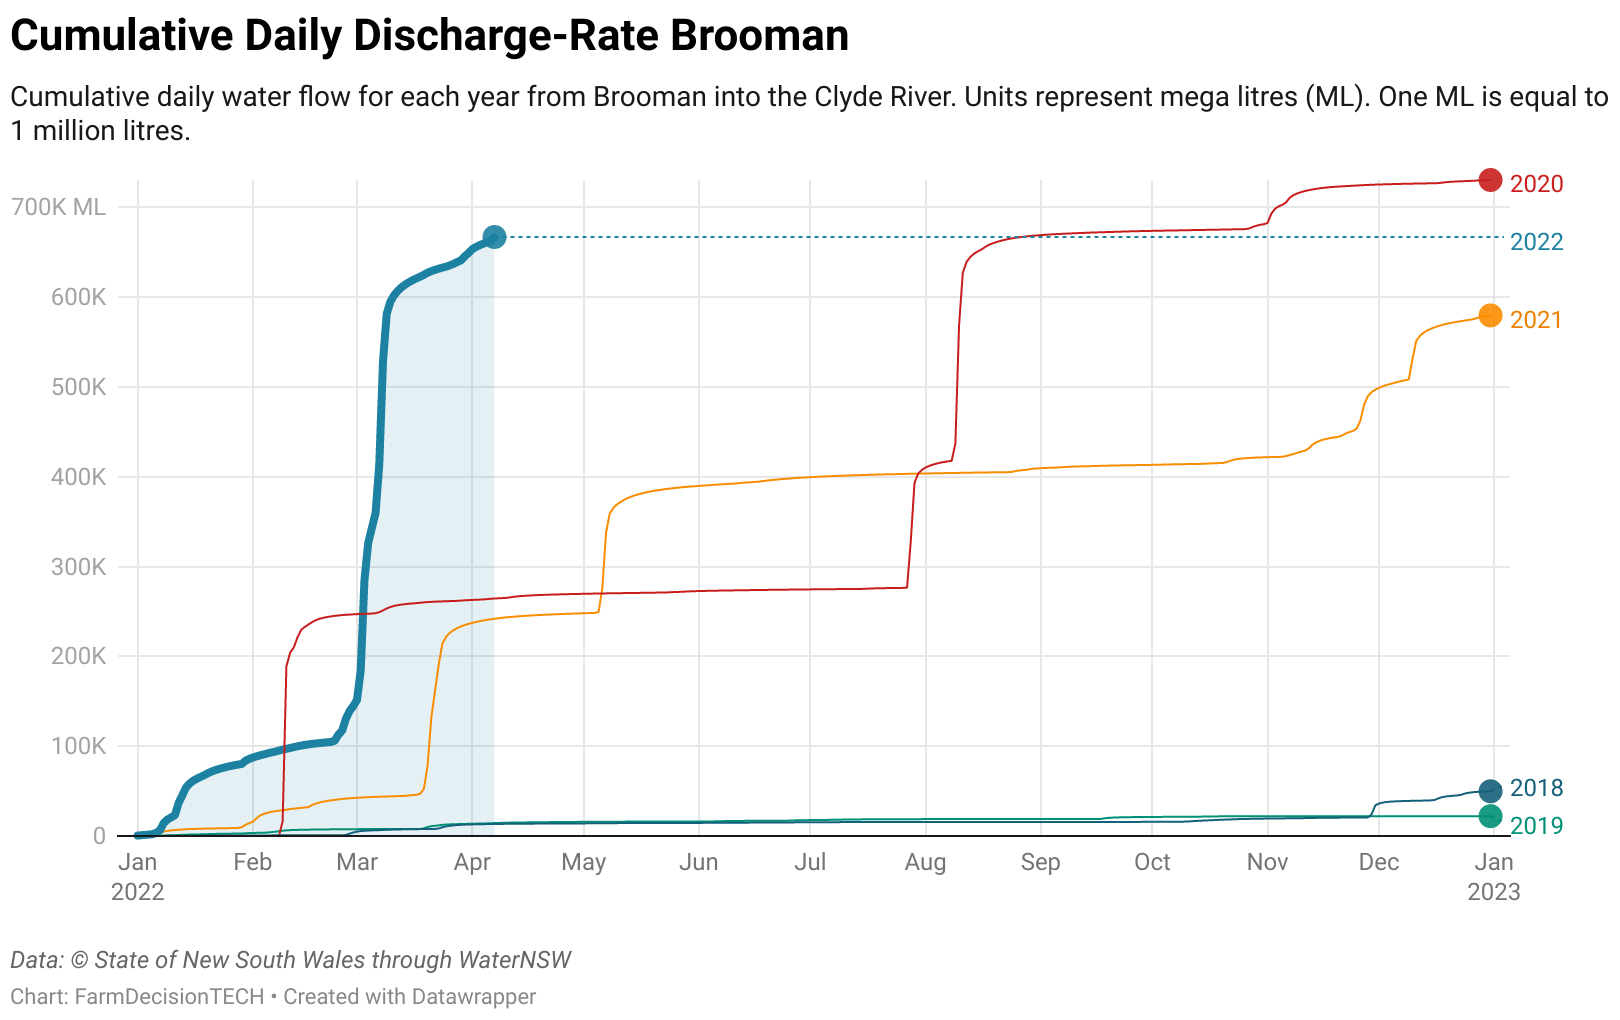 Cumulative Daily Discharge-Rate Brooman
Cumulative daily water flow for each year from Brooman into the Clyde River. Units represent mega litres (ML). One ML is equal to
1 million litres.
700K ML
600K
500K
400K
300K
200K
100K
0
2020
2022
2021
2018
2019
Jan Feb Mar Apr May Jun Jul Aug Sep Oct Nov Dec Jan
2022 2023
Data: © State of New South Wales through WaterNSW
Chart: FarmDecisionTECH • Created with Datawrapper